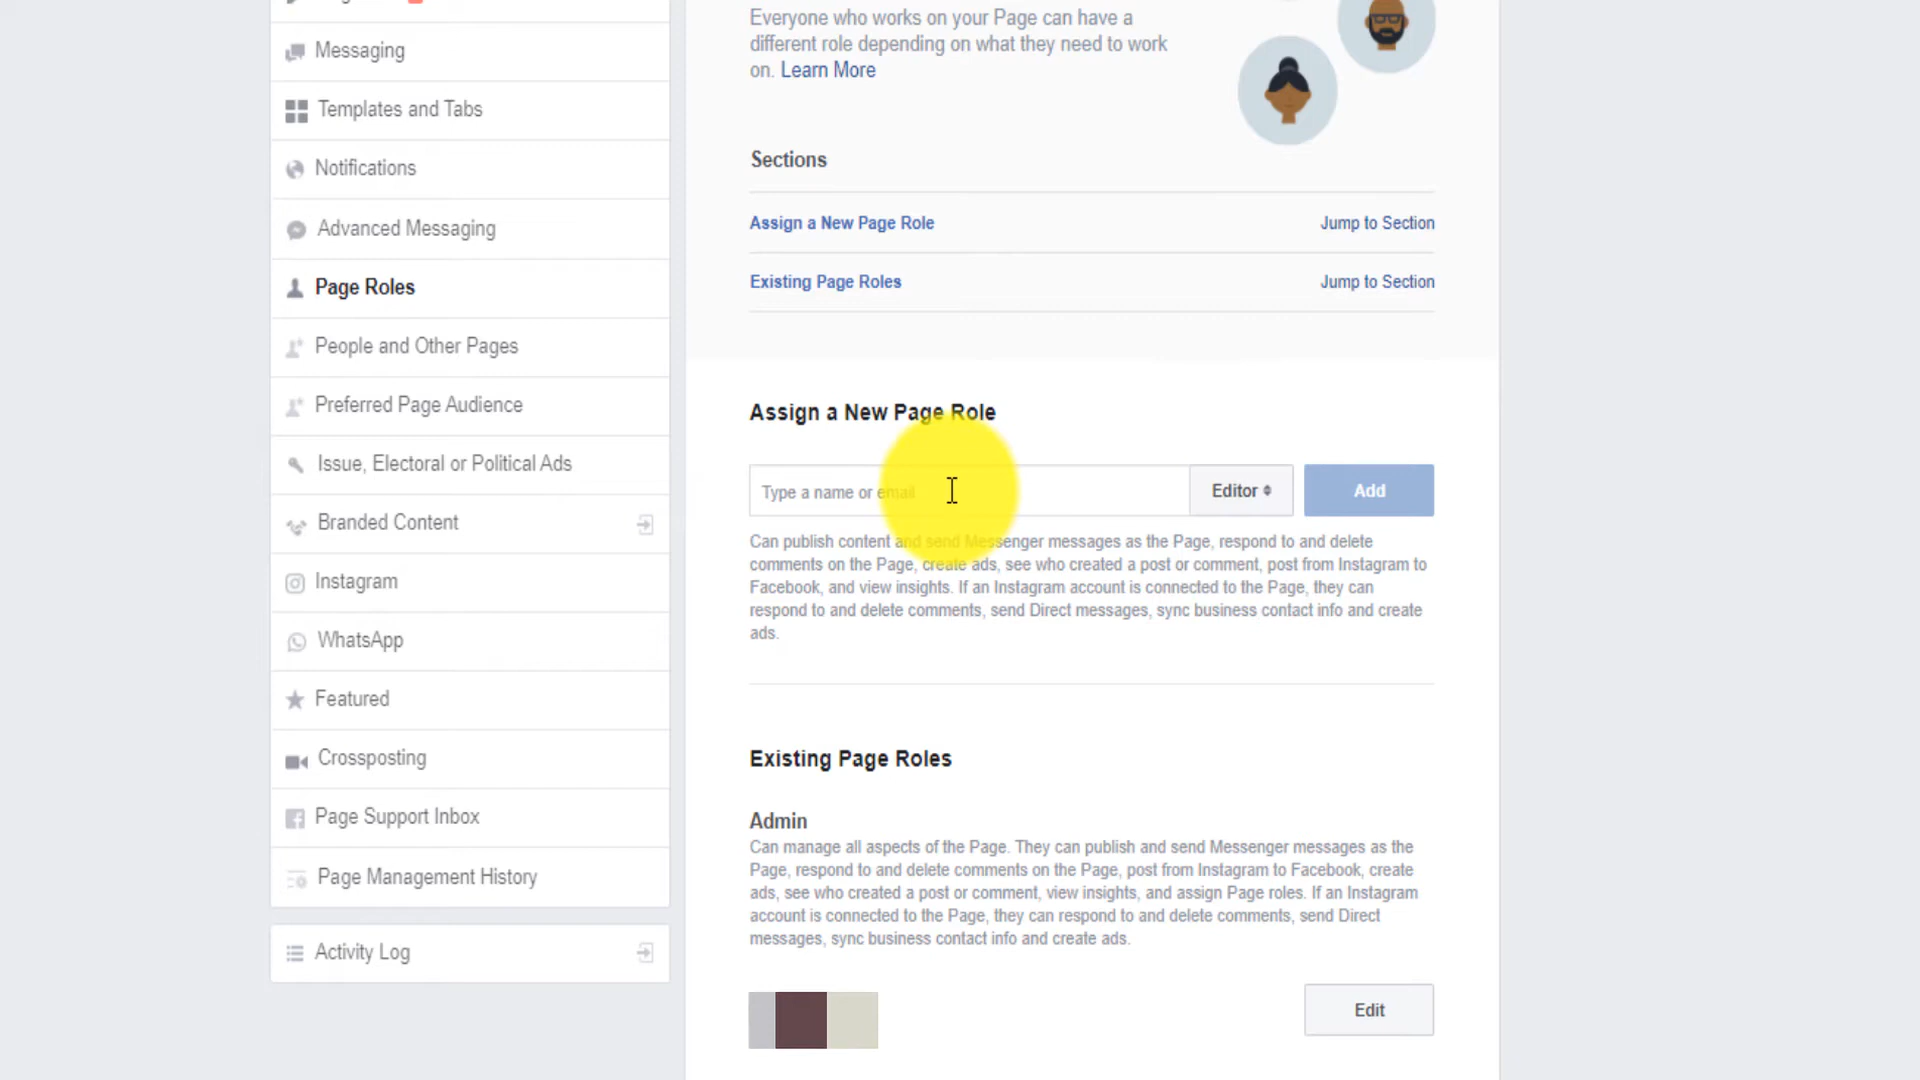 Messaging
Templates and Tabs
Notifications
Advanced Messaging
Page Roles
People and Other Pages
Preferred Page Audience
Issue, Electoral or Political Ads
Branded Content
Instagram
WhatsApp
Featured
Crossposting
Page Support Inbox
Page Management History
Activity Log
Everyone who works on your Page can have a
different role depending on what they need to work
on. Learn More
Sections
Assign a New Page Role Jump to Section
Existing Page Roles Jump to Section
Assign a New Page Role
Type a name or email Editor Add
Can publish content and send Messenger messages as the Page, respond to and delete
comments on the Page, create ads, see who created a post or comment, post from Instagram to
Facebook, and view insights. If an Instagram account is connected to the Page, they can
respond to and delete comments, send Direct messages, sync business contact info and create
ads.
Existing Page Roles
Admin
Can manage all aspects of the Page. They can publish and send Messenger messages as the
Page, respond to and delete comments on the Page, post from Instagram to Facebook, create
ads, see who created a post or comment, view insights, and assign Page roles. If an Instagram
account is connected to the Page, they can respond to and delete comments, send Direct
messages, sync business contact info and create ads.
Edit